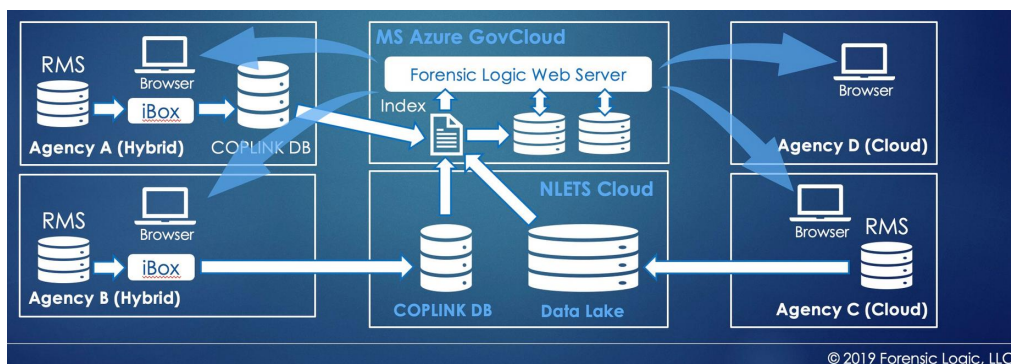 RMS
Browser
iBox
Agency A (Hybrid)
COPLINK DB
MS Azure GovCloud
Forensic Logic Web Server
Index
Browser
Agency D (Cloud)
RMS
Browser
iBox
Agency B (Hybrid)
NLETS Cloud
COPLINK DB
Data Lake
Browser
RMS
Agency C (Cloud)
© 2019 Forensic Logic, LLC